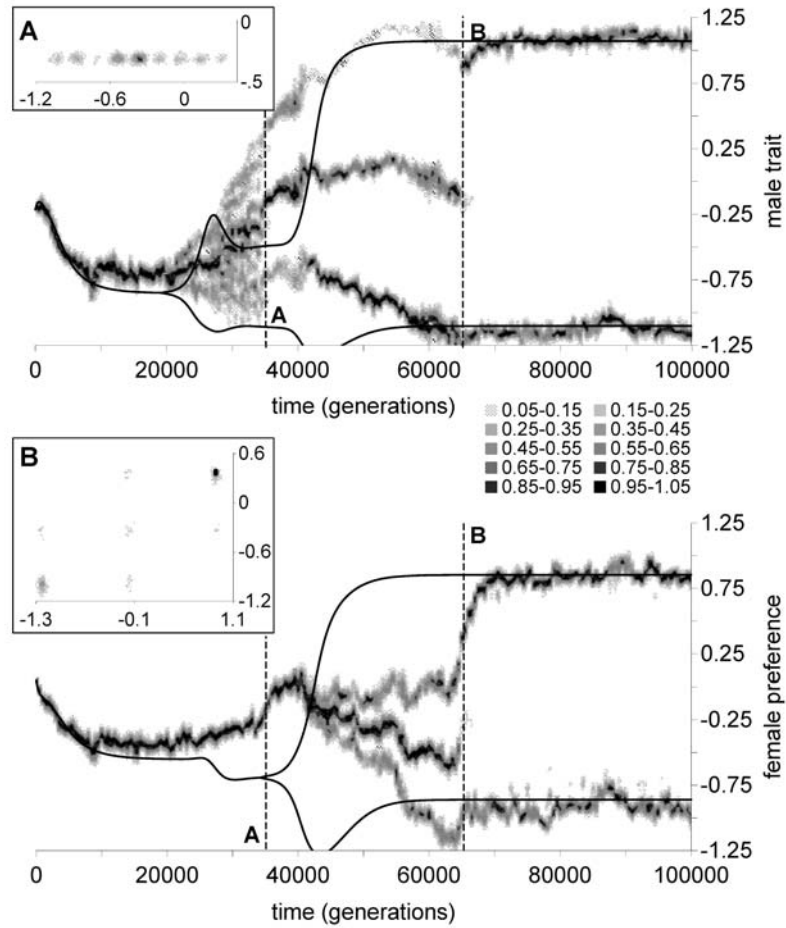 A
0
-.5
-1.2 -0.6 0
B
1.25
0.75
0.25
-0.25
-0.75
-1.25
male trait
A
0 20000 40000 60000 80000 100000
time (generations)
0.05-0.15 0.15-0.25
0.25-0.35 0.35-0.45
0.45-0.55 0.55-0.65
0.65-0.75 0.75-0.85
0.85-0.95 0.95-1.05
B
0.6
0
-0.6
-1.2
-1.3 -0.1 1.1
B
1.25
0.75
0.25
-0.25
-0.75
-1.25
female preference
A
0 20000 40000 60000 80000 100000
time (generations)